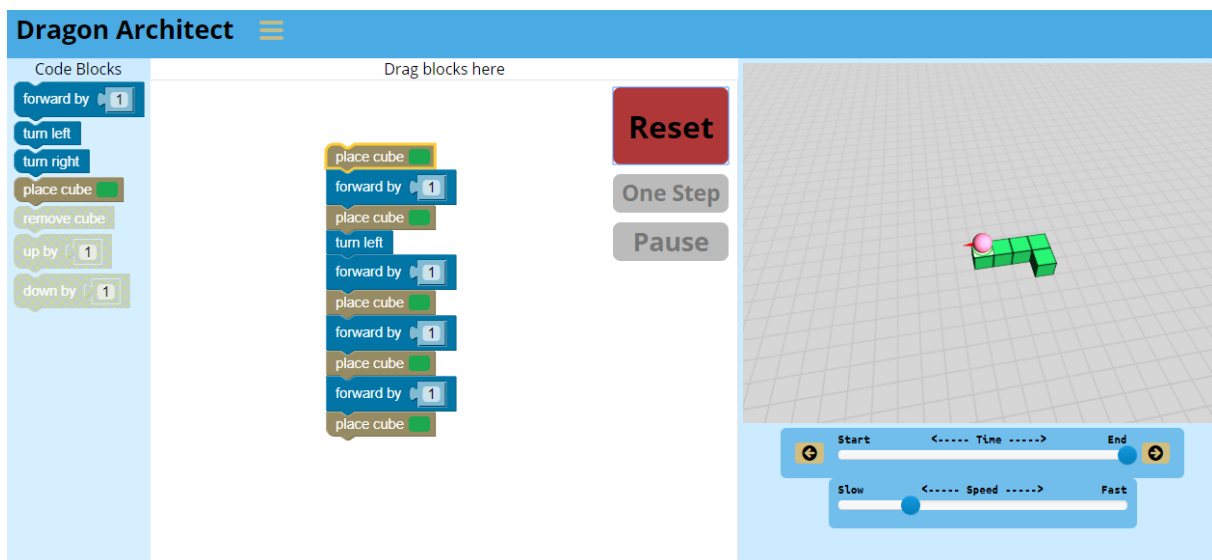 Dragon Architect
Code Blocks
Drag blocks here
forward by 1
turn left
turn right
place cube
remove cube
up by 1
down by 1
place cube
forward by 1
place cube
turn left
forward by 1
place cube
forward by 1
place cube
forward by 1
place cube
Reset
One Step
Pause
Start <----- Time -----> End
Slow <----- Speed -----> Fast